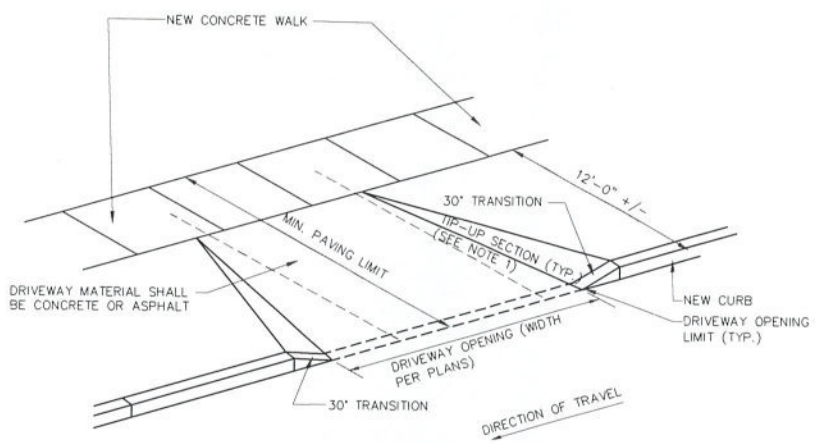 NEW CONCRETE WALK
12'-0" +/-
30° TRANSITION
MIN. PAVING LIMIT
TIP-UP SECTION (TYP.)
(SEE NOTE 1)
DRIVEWAY MATERIAL SHALL
BE CONCRETE OR ASPHALT
NEW CURB
DRIVEWAY OPENING
LIMIT (TYP.)
DRIVEWAY OPENING (WIDTH
PER PLANS)
30° TRANSITION
DIRECTION OF TRAVEL